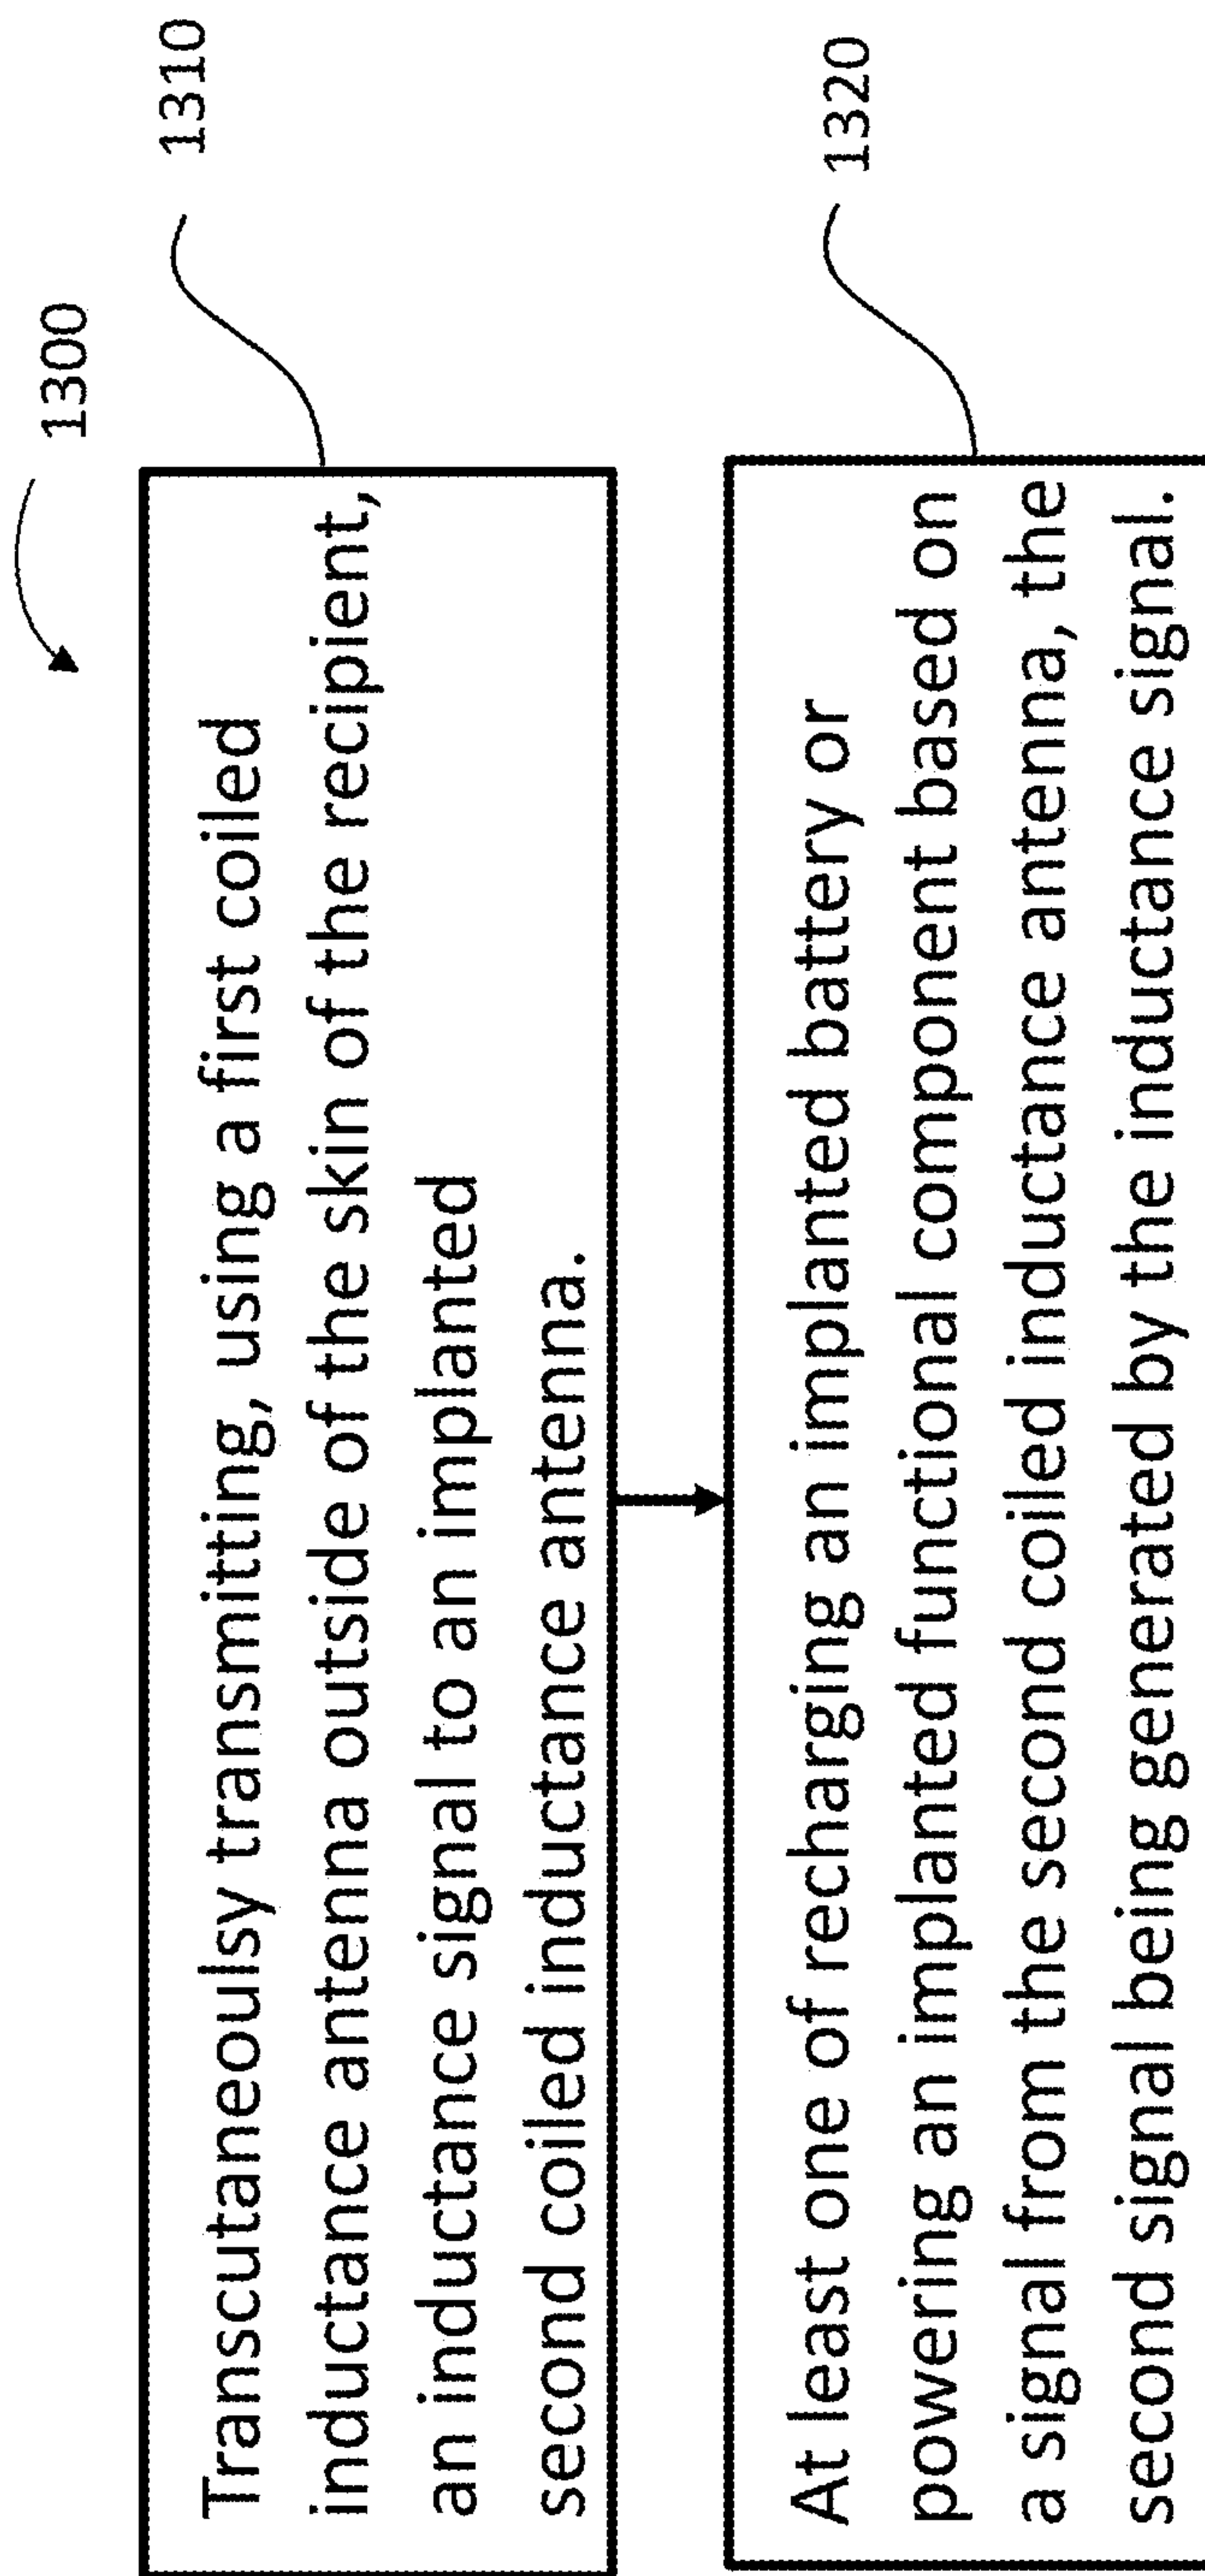 1300
1310
Transcutaneoulsy transmitting, using a first coiled
inductance antenna outside of the skin of the recipient,
an inductance signal to an implanted
second coiled inductance antenna.
1320
At least one of recharging an implanted battery or
powering an implanted functional component based on
a signal from the second coiled inductance antenna, the
second signal being generated by the inductance signal.